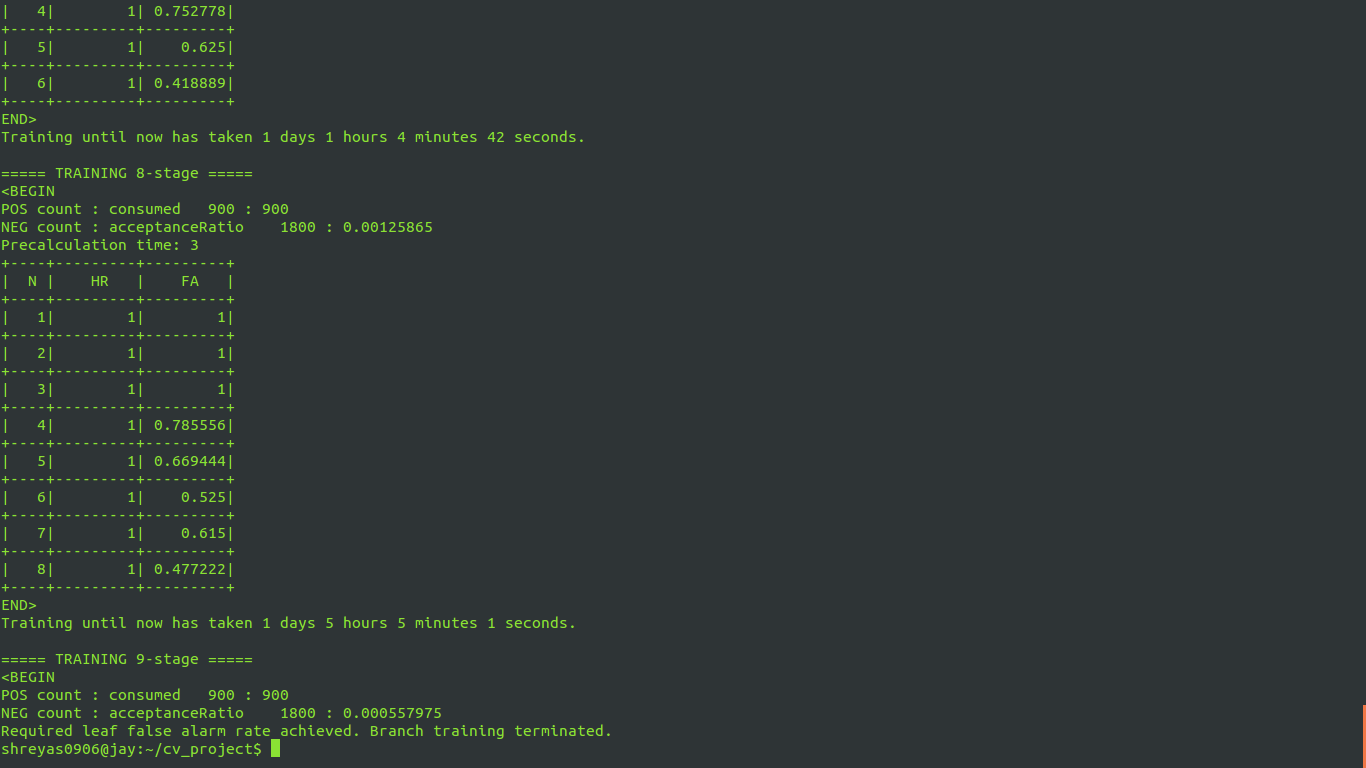 |   4|        1| 0.752778|
+----+---------+---------+
|   5|        1|    0.625|
+----+---------+---------+
|   6|        1| 0.418889|
+----+---------+---------+
END>
Training until now has taken 1 days 1 hours 4 minutes 42 seconds.

===== TRAINING 8-stage =====
<BEGIN
POS count : consumed   900 : 900
NEG count : acceptanceRatio    1800 : 0.00125865
Precalculation time: 3
+----+---------+---------+
|  N |    HR   |    FA   |
+----+---------+---------+
|   1|        1|        1|
+----+---------+---------+
|   2|        1|        1|
+----+---------+---------+
|   3|        1|        1|
+----+---------+---------+
|   4|        1| 0.785556|
+----+---------+---------+
|   5|        1| 0.669444|
+----+---------+---------+
|   6|        1|    0.525|
+----+---------+---------+
|   7|        1|    0.615|
+----+---------+---------+
|   8|        1| 0.477222|
+----+---------+---------+
END>
Training until now has taken 1 days 5 hours 5 minutes 1 seconds.

===== TRAINING 9-stage =====
<BEGIN
POS count : consumed   900 : 900
NEG count : acceptanceRatio    1800 : 0.000557975
Required leaf false alarm rate achieved. Branch training terminated.
shreyas0906@jay:~/cv_project$